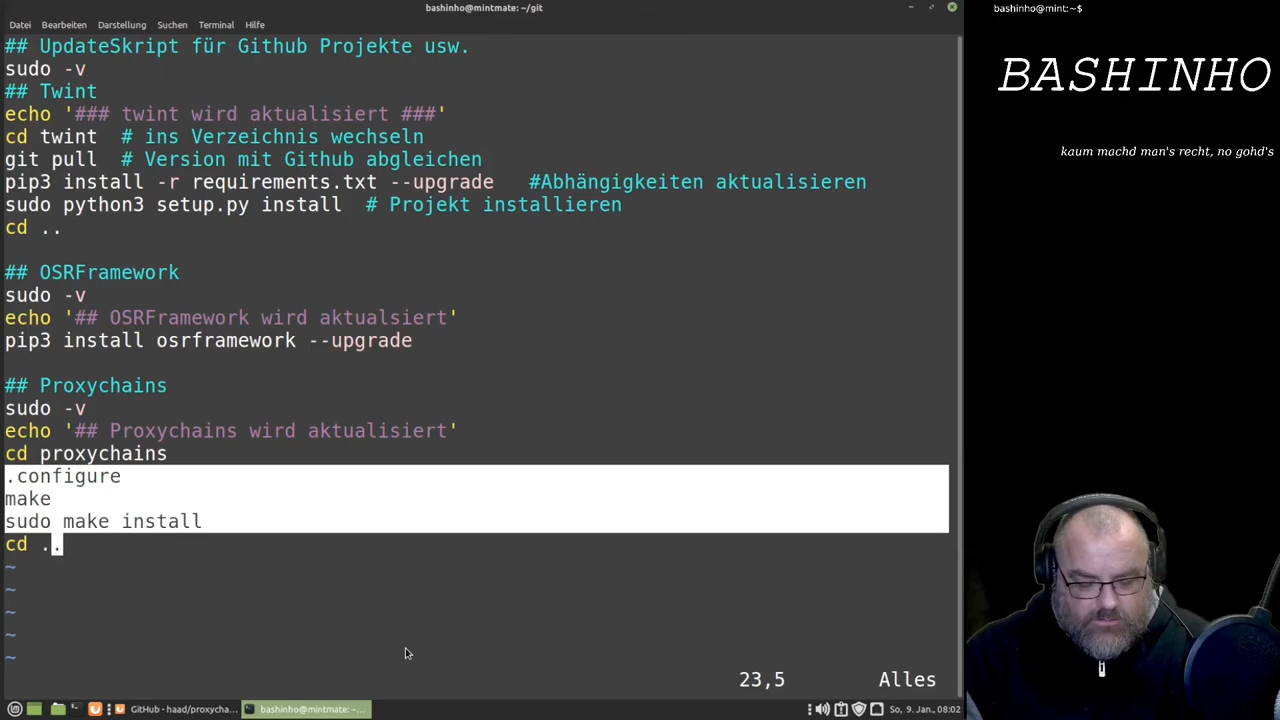 bashinho@mintmate: ~/git
Datei Bearbeiten Darstellung Suchen Terminal Hilfe
## UpdateSkript für Github Projekte usw.
sudo -v
## Twint
echo '### twint wird aktualisiert ###'
cd twint # ins Verzeichnis wechseln
git pull # Version mit Github abgleichen
pip3 install -r requirements.txt --upgrade #Abhängigkeiten aktualisieren
sudo python3 setup.py install # Projekt installieren
cd ..
## OSRFramework
sudo -v
echo '## OSRFramework wird aktualsiert'
pip3 install osrframework --upgrade
## Proxychains
sudo -v
echo '## Proxychains wird aktualisiert'
cd proxychains
.configure
make
sudo make install
cd ..
~
~
~
~
~
23,5 Alles
GitHub - haad/proxycha...
bashinho@mintmate: ~...
So, 9. Jan., 08:02
bashinho@mint:~$
BASHINHO
kaum machd man's recht, no gohd's